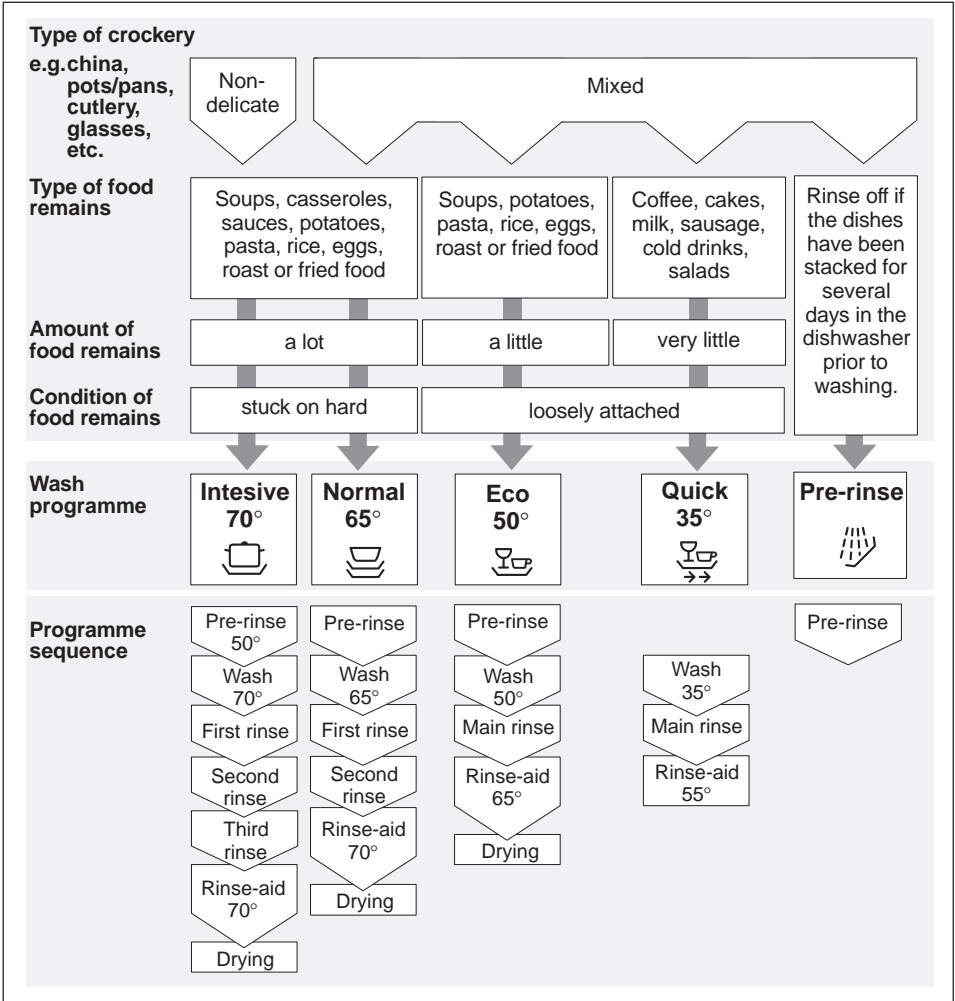 Type of crockery
e.g.china,
pots/pans,
cutlery,
glasses,
etc.
Non-
delicate
Mixed
Type of food
remains
Soups, casseroles,
sauces, potatoes,
pasta, rice, eggs,
roast or fried food
Soups, potatoes,
pasta, rice, eggs,
roast or fried food
Coffee, cakes,
milk, sausage,
cold drinks,
salads
Rinse off if
the dishes
have been
stacked for
several
days in the
dishwasher
prior to
washing.
Amount of
food remains
a lot
a little
very little
Condition of
food remains
stuck on hard
loosely attached
Wash
programme
Intesive
70°
Normal
65°
Eco
50°
Quick
35°
Pre-rinse
Programme
sequence
Pre-rinse
50°
Wash
70°
First rinse
Second
rinse
Third
rinse
Rinse-aid
70°
Drying
Pre-rinse
Wash
65°
First rinse
Second
rinse
Rinse-aid
70°
Drying
Pre-rinse
Wash
50°
Main rinse
Rinse-aid
65°
Drying
Wash
35°
Main rinse
Rinse-aid
55°
Pre-rinse